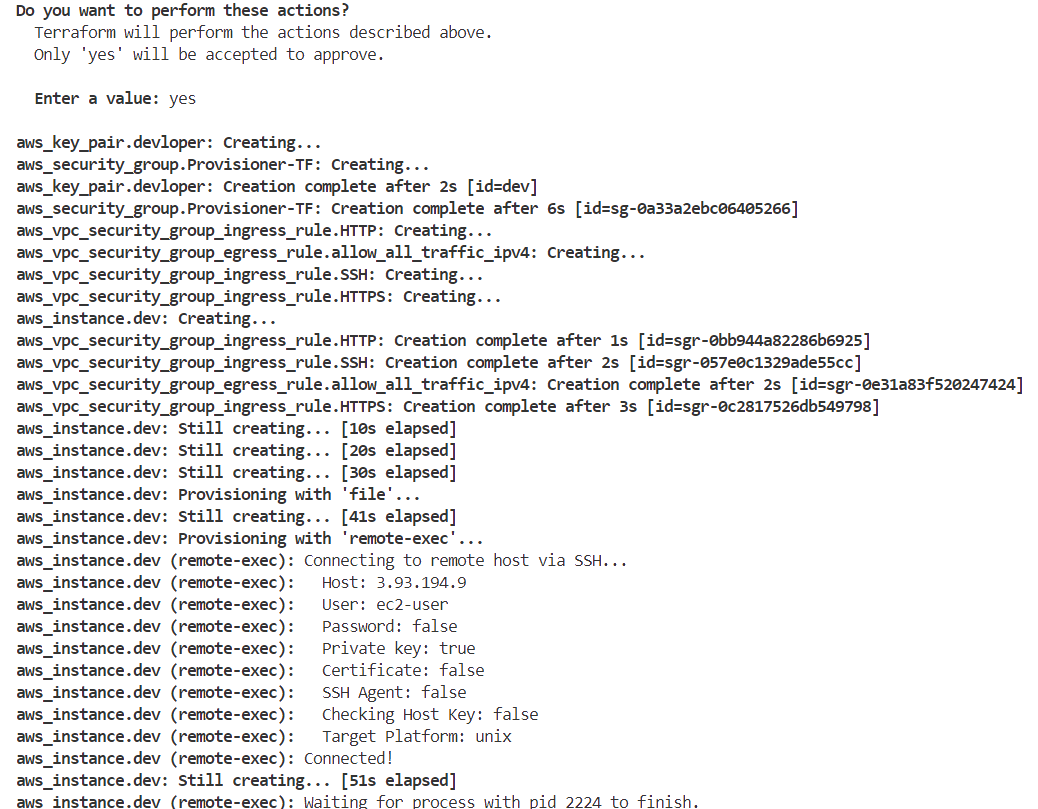 Do you want to perform these actions?
Terraform will perform the actions described above.
Only 'yes' will be accepted to approve.
Enter a value: yes
aws_key_pair.devloper: Creating...
aws_security_group.Provisioner-TF: Creating...
aws_key_pair.devloper: Creation complete after 2s [id=dev]
aws_security_group.Provisioner-TF: Creation complete after 6s [id=sg-0a33a2ebc06405266]
aws_vpc_security_group_ingress_rule.HTTP: Creating...
aws_vpc_security_group_egress_rule.allow_all_traffic_ipv4: Creating...
aws_vpc_security_group_ingress_rule.SSH: Creating...
aws_vpc_security_group_ingress_rule.HTTPS: Creating...
aws_instance.dev: Creating...
aws_vpc_security_group_ingress_rule.HTTP: Creation complete after 1s [id=sgr-0bb944a82286b6925]
aws_vpc_security_group_ingress_rule.SSH: Creation complete after 2s [id=sgr-057e0c1329ade55cc]
aws_vpc_security_group_egress_rule.allow_all_traffic_ipv4: Creation complete after 2s [id=sgr-0e31a83f520247424]
aws_vpc_security_group_ingress_rule.HTTPS: Creation complete after 3s [id=sgr-0c2817526db549798]
aws_instance.dev: Still creating... [10s elapsed]
aws_instance.dev: Still creating... [20s elapsed]
aws_instance.dev: Still creating... [30s elapsed]
aws_instance.dev: Provisioning with 'file'...
aws_instance.dev: Still creating... [41s elapsed]
aws_instance.dev: Provisioning with 'remote-exec'...
aws_instance.dev (remote-exec): Connecting to remote host via SSH...
aws_instance.dev (remote-exec):   Host: 3.93.194.9
aws_instance.dev (remote-exec):   User: ec2-user
aws_instance.dev (remote-exec):   Password: false
aws_instance.dev (remote-exec):   Private key: true
aws_instance.dev (remote-exec):   Certificate: false
aws_instance.dev (remote-exec):   SSH Agent: false
aws_instance.dev (remote-exec):   Checking Host Key: false
aws_instance.dev (remote-exec):   Target Platform: unix
aws_instance.dev (remote-exec): Connected!
aws_instance.dev: Still creating... [51s elapsed]
aws_instance.dev (remote-exec): Waiting for process with pid 2224 to finish.